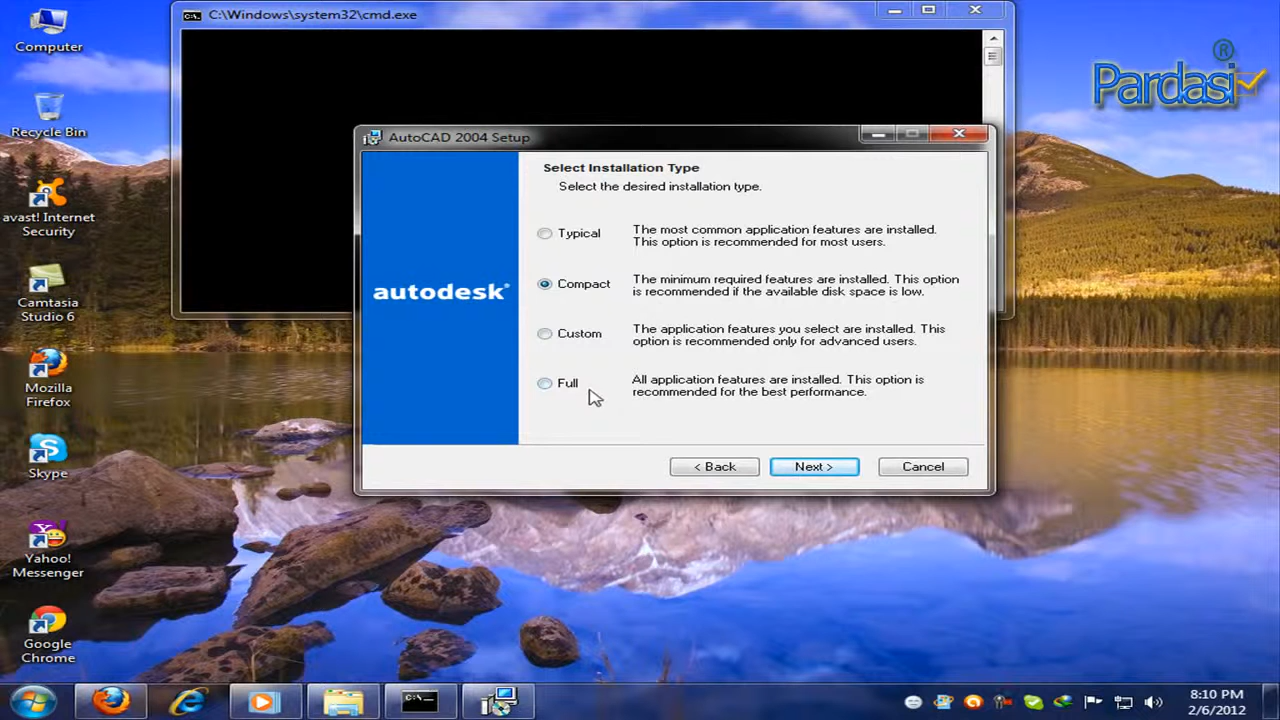 C:\Windows\system32\cmd.exe
C:\.
Computer
Recycle Bin
avast! Internet
Security
Camtasia
Studio 6
Mozilla
Firefox
Skype
Yahoo!
Messenger
Google
Chrome
Pardasi
®
AutoCAD 2004 Setup
autodesk®
Select Installation Type
Select the desired installation type.
Typical
The most common application features are installed.
This option is recommended for most users.
Compact
The minimum required features are installed. This option
is recommended if the available disk space is low.
Custom
The application features you select are installed. This
option is recommended only for advanced users.
Full
All application features are installed. This option is
recommended for the best performance.
< Back
Next >
Cancel
C:\.
8:10 PM
2/6/2012